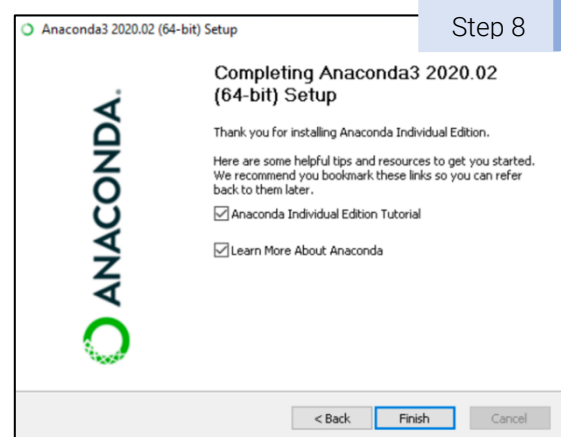 Step 8
Anaconda3 2020.02 (64-bit) Setup
ANACONDA.
Completing Anaconda3 2020.02
(64-bit) Setup
Thank you for installing Anaconda Individual Edition.
Here are some helpful tips and resources to get you started.
We recommend you bookmark these links so you can refer
back to them later.
Anaconda Individual Edition Tutorial
Learn More About Anaconda
< Back Finish Cancel